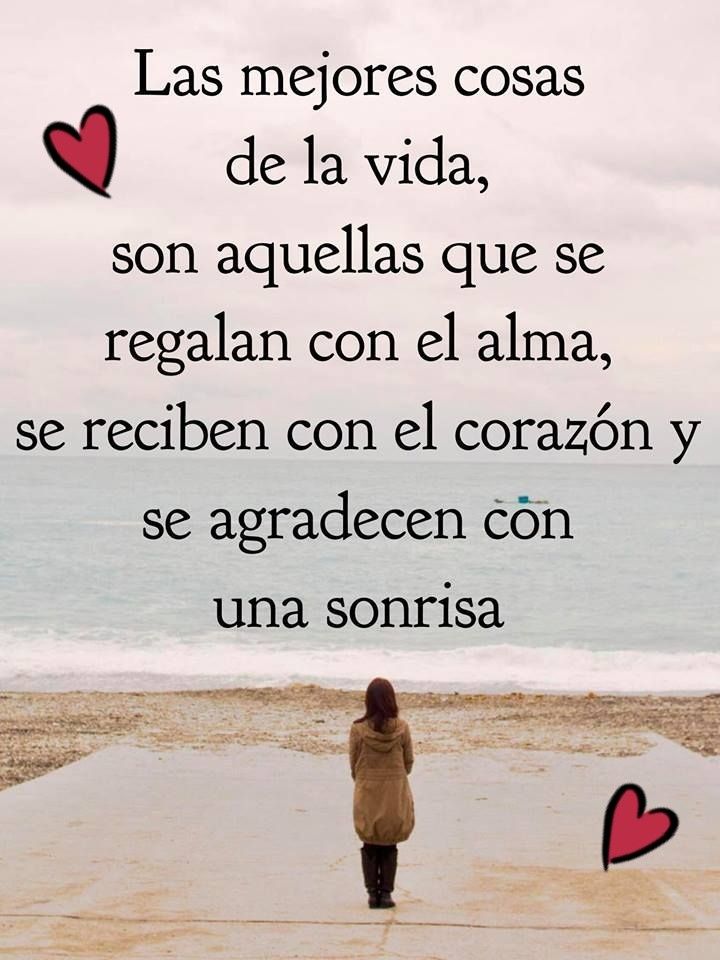 Las mejores cosas
de la vida,
son aquellas que se
regalan con el alma,
se reciben con el corazón y
se agradecen con
una sonrisa